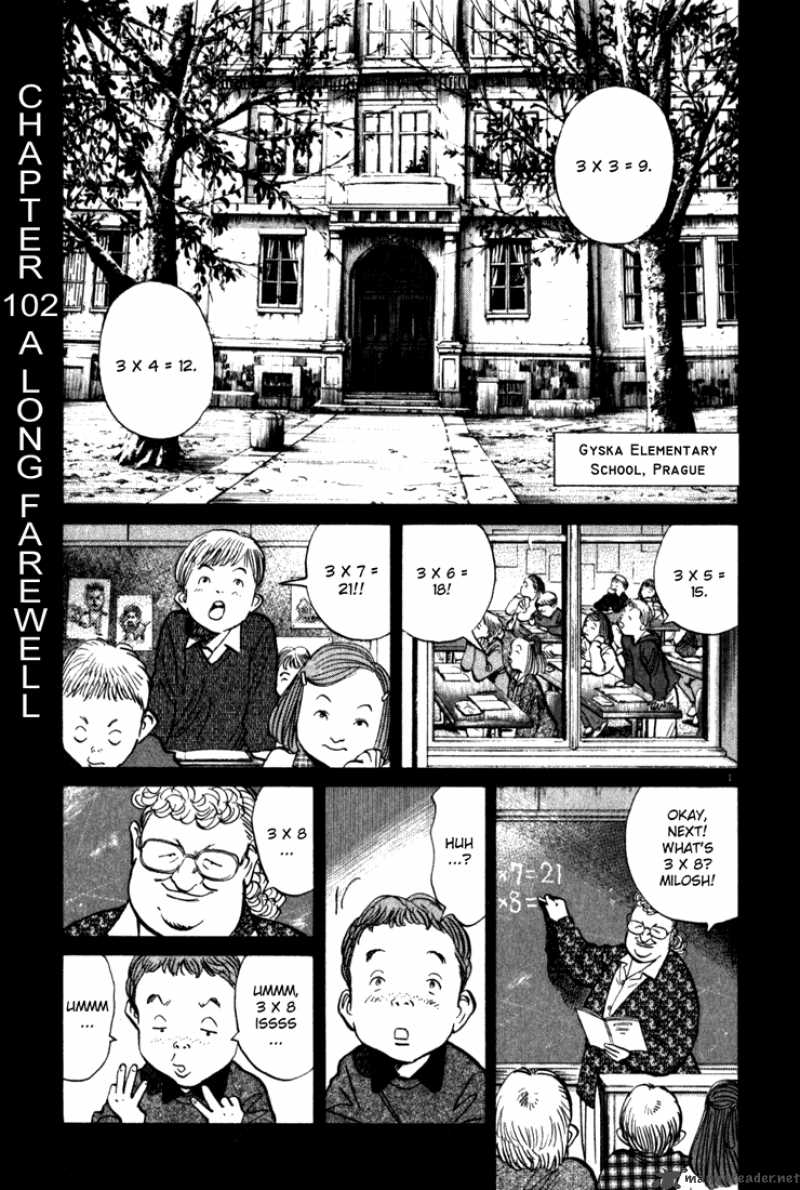 CHAPTER 102 A LONG FAREWELL
3 X 3 = 9.
3 X 4 = 12.
GYSKA ELEMENTARY
SCHOOL, PRAGUE
3 X 5 =
15.
3 X 6 =
18!
3 X 7 =
21!!
1
OKAY,
NEXT!
WHAT'S
3 X 8?
MILOSH!
×7=21
×8=
HUH
...?
3 X 8
...
UMMM,
3 X 8
ISSSS
...
UMMM
...
mangareader.net